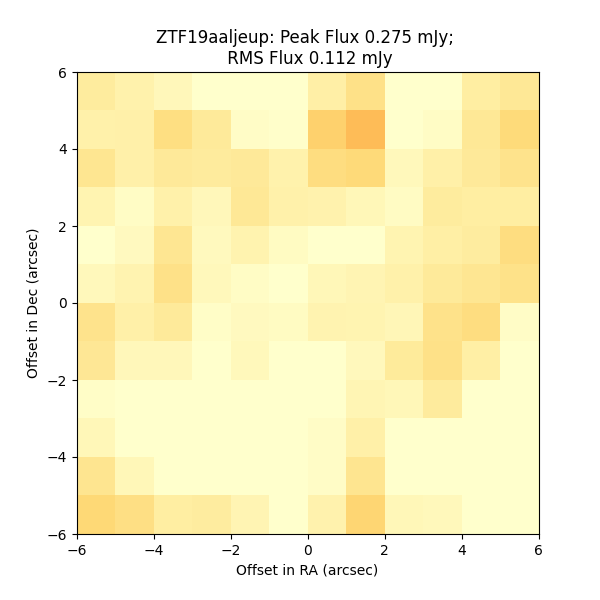 ZTF19aaljeup: Peak Flux 0.275 mJy;
RMS Flux 0.112 mJy
6
4
2
0
−2
−4
−6
Offset in Dec (arcsec)
−6 −4 −2 0 2 4 6
Offset in RA (arcsec)